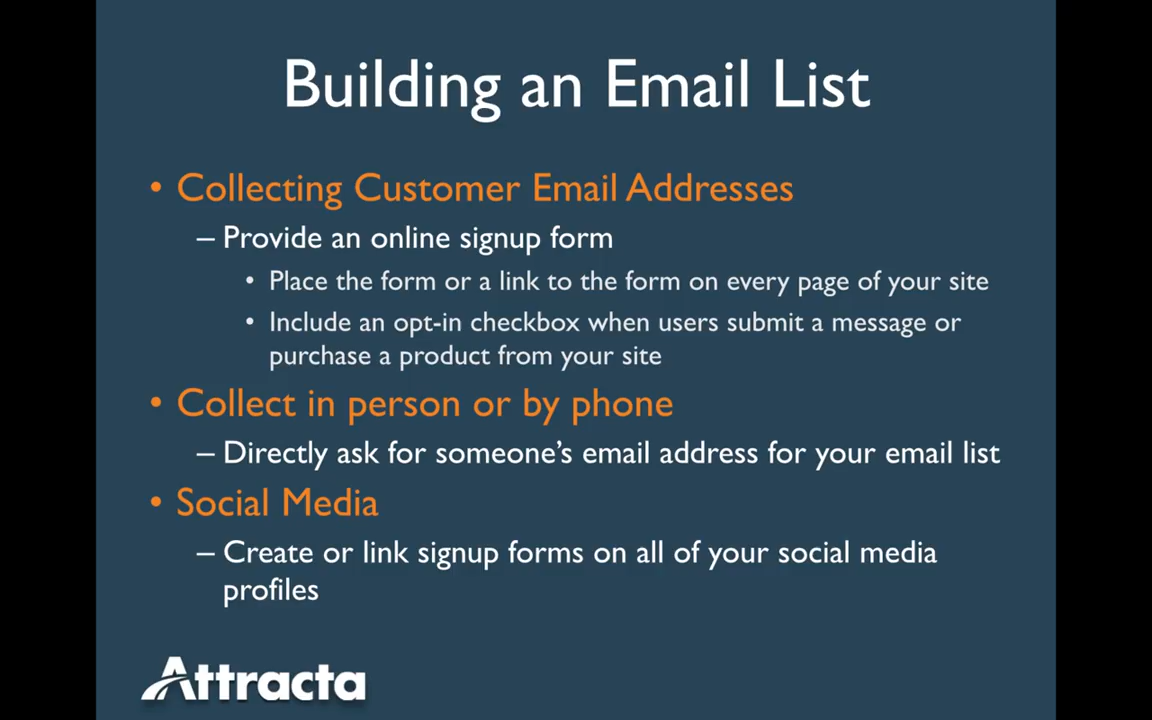 Building an Email List
• Collecting Customer Email Addresses
– Provide an online signup form
• Place the form or a link to the form on every page of your site
• Include an opt-in checkbox when users submit a message or
purchase a product from your site
• Collect in person or by phone
– Directly ask for someone’s email address for your email list
• Social Media
– Create or link signup forms on all of your social media
profiles
Attracta